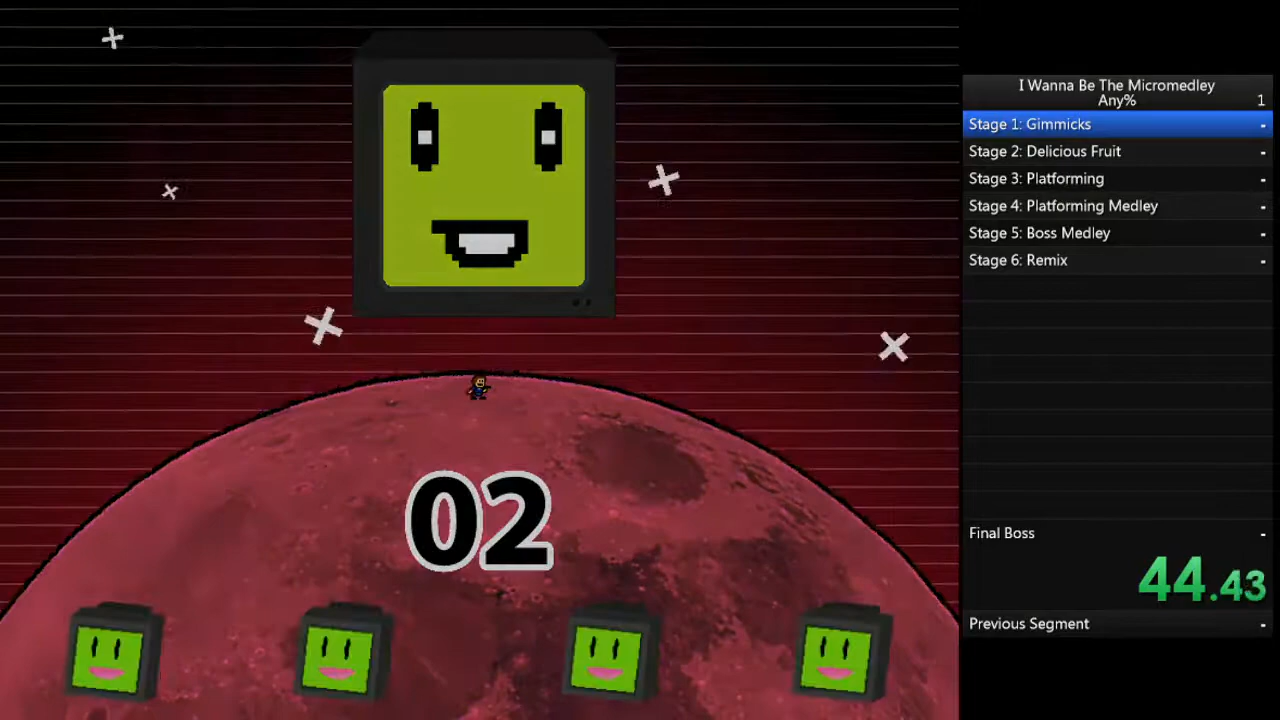 02
I Wanna Be The Micromedley
Any%
1
Stage 1: Gimmicks -
Stage 2: Delicious Fruit -
Stage 3: Platforming -
Stage 4: Platforming Medley -
Stage 5: Boss Medley -
Stage 6: Remix -
Final Boss -
44.43
Previous Segment -